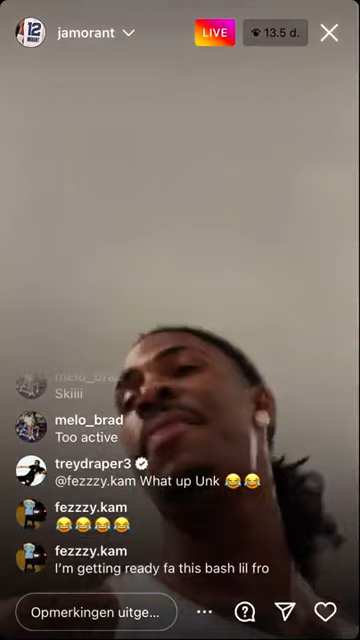 12
jamorant
LIVE
13.5 d.
melo_brad
Skiiii
melo_brad
Too active
treydraper3
@fezzzy.kam What up Unk 😂😂
fezzzy.kam
😂😂😂😂
fezzzy.kam
I'm getting ready fa this bash lil fro
Opmerkingen uitge...